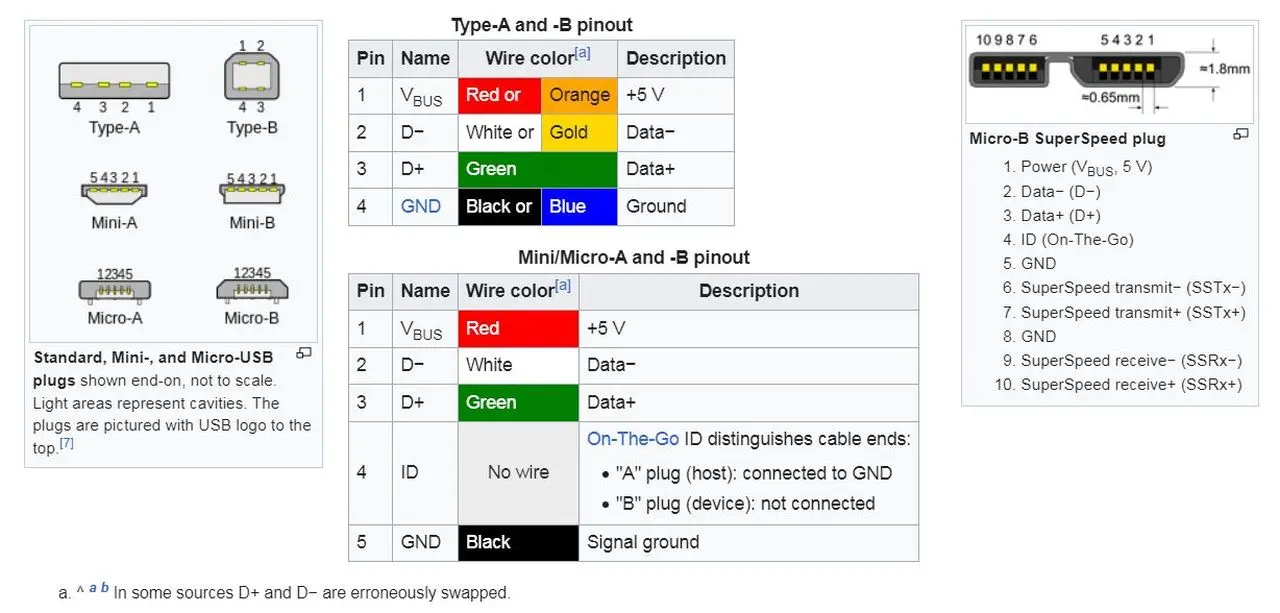 1 2
4 3 2 1
4 3
Type-A
Type-B
5 4 3 2 1
5 4 3 2 1
Mini-A
Mini-B
12345
12345
Micro-A
Micro-B
Standard, Mini-, and Micro-USB
plugs shown end-on, not to scale.
Light areas represent cavities. The
plugs are pictured with USB logo to the
top.[7]
Type-A and -B pinout
Pin Name Wire color[a] Description
1 VBUS Red or Orange +5 V
2 D− White or Gold Data−
3 D+ Green Data+
4 GND Black or Blue Ground
Mini/Micro-A and -B pinout
Pin Name Wire color[a] Description
1 VBUS Red +5 V
2 D− White Data−
3 D+ Green Data+
4 ID No wire On-The-Go ID distinguishes cable ends:
• "A" plug (host): connected to GND
• "B" plug (device): not connected
5 GND Black Signal ground
10 9 8 7 6 5 4 3 2 1
≈1.8mm
≈0.65mm
Micro-B SuperSpeed plug
1. Power (VBUS, 5 V)
2. Data− (D−)
3. Data+ (D+)
4. ID (On-The-Go)
5. GND
6. SuperSpeed transmit− (SSTx−)
7. SuperSpeed transmit+ (SSTx+)
8. GND
9. SuperSpeed receive− (SSRx−)
10. SuperSpeed receive+ (SSRx+)
a. ^ a b In some sources D+ and D− are erroneously swapped.